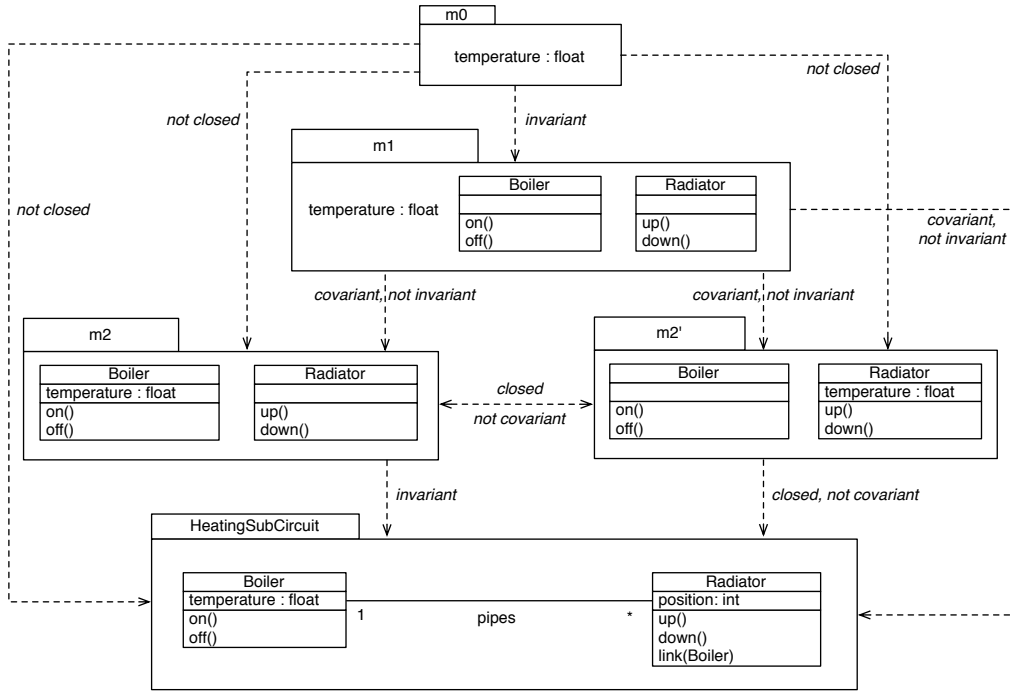 m0
temperature : float
not closed
not closed
invariant
not closed
m1
temperature : float
Boiler
on()
off()
Radiator
up()
down()
covariant,
not invariant
covariant, not invariant
covariant, not invariant
m2
Boiler
temperature : float
on()
off()
Radiator
up()
down()
closed
not covariant
m2'
Boiler
on()
off()
Radiator
temperature : float
up()
down()
invariant
closed, not covariant
HeatingSubCircuit
Boiler
temperature : float
on()
off()
1
pipes
*
Radiator
position: int
up()
down()
link(Boiler)